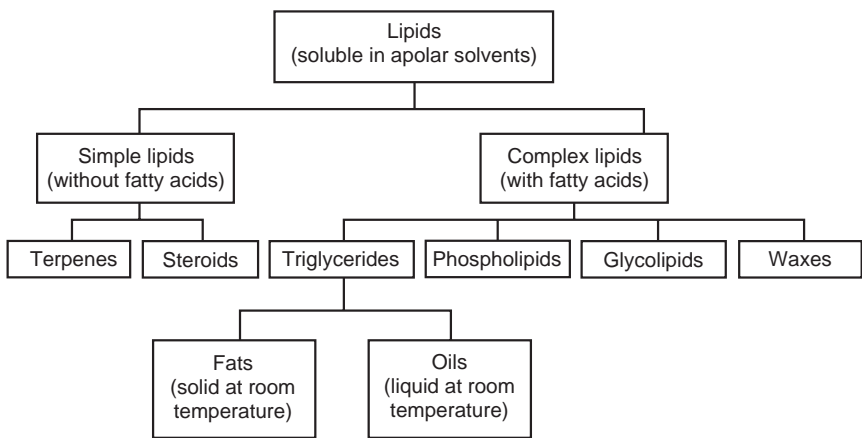 Lipids
(soluble in apolar solvents)
Simple lipids
(without fatty acids)
Complex lipids
(with fatty acids)
Terpenes
Steroids
Triglycerides
Phospholipids
Glycolipids
Waxes
Fats
(solid at room
temperature)
Oils
(liquid at room
temperature)